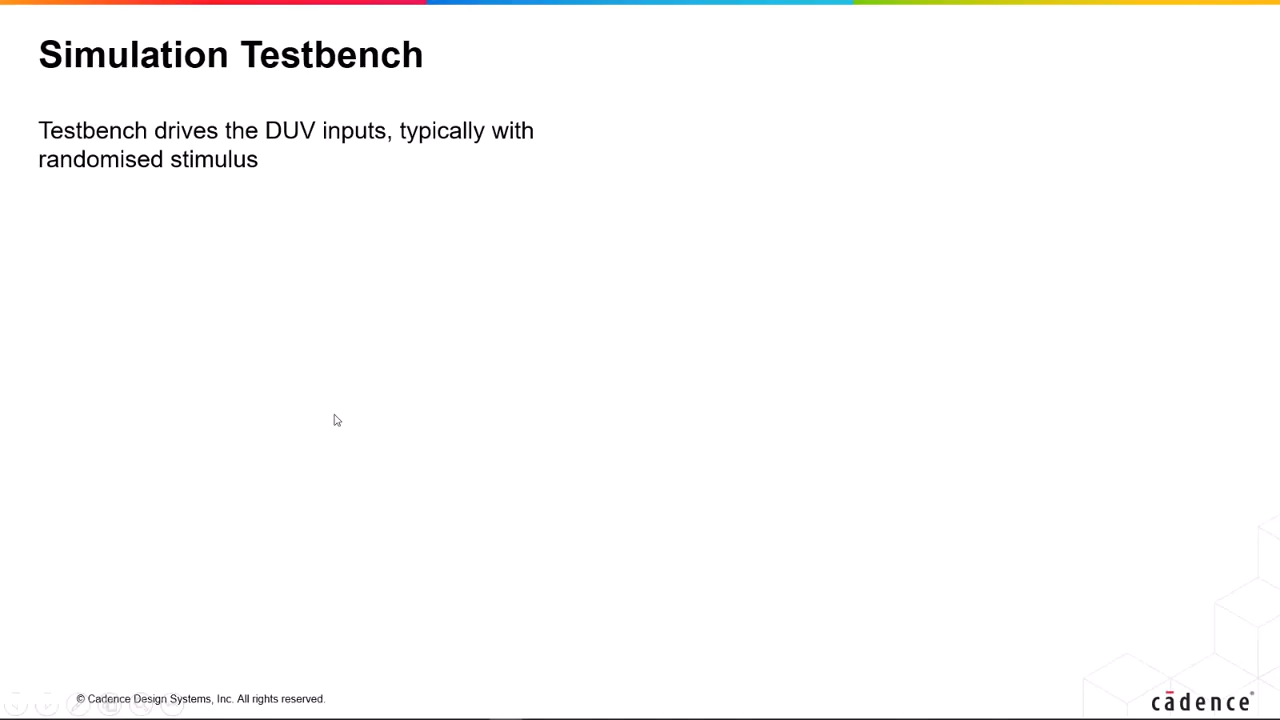 Simulation Testbench
Testbench drives the DUV inputs, typically with
randomised stimulus
© Cadence Design Systems, Inc. All rights reserved.
cādence®